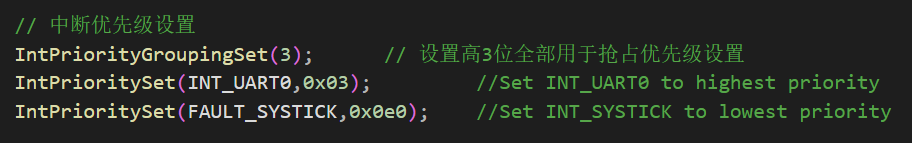 // 中断优先级设置
IntPriorityGroupingSet(3);      // 设置高3位全部用于抢占优先级设置
IntPrioritySet(INT_UART0,0x03);         //Set INT_UART0 to highest priority
IntPrioritySet(FAULT_SYSTICK,0x0e0);    //Set INT_SYSTICK to lowest priority